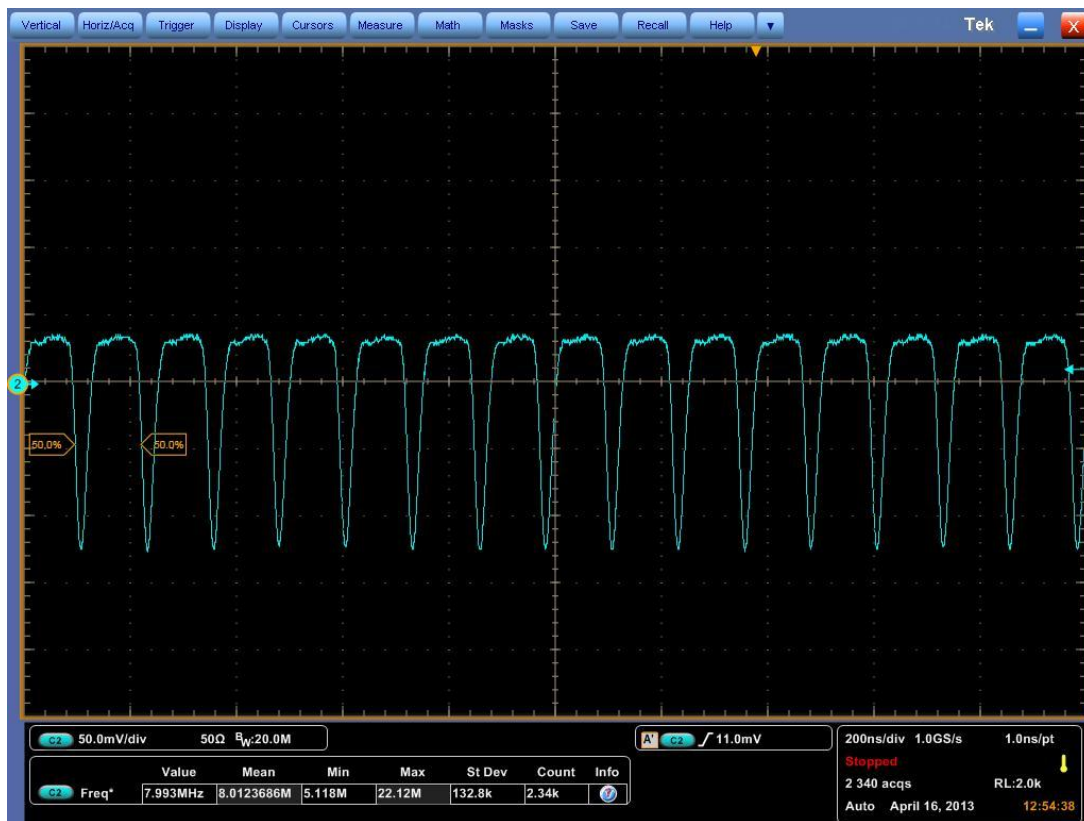 Vertical Horiz/Acq Trigger Display Cursors Measure Math Masks Save Recall Help Tek X
2
50.0% 50.0%
C2 50.0mV/div 50Ω BW:20.0M A' C2 11.0mV 200ns/div 1.0GS/s 1.0ns/pt
Stopped
2 340 acqs RL:2.0k
Auto April 16, 2013 12:54:38
Value Mean Min Max St Dev Count Info
C2 Freq* 7.993MHz 8.0123686M 5.118M 22.12M 132.8k 2.34k